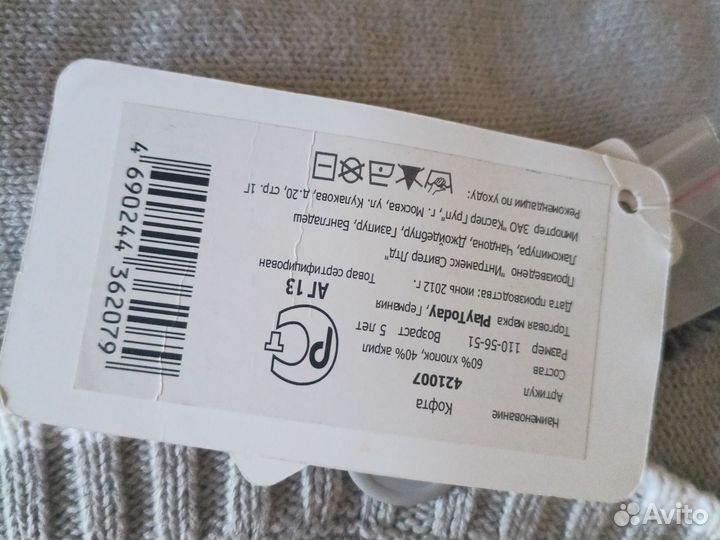 Наименование Кофта
Артикул 421007
Состав 60% хлопок, 40% акрил
Размер 110-56-51 Возраст 5 лет
Торговая марка PlayToday, Германия
Дата производства: июнь 2012 г.
Произведено "Интрамекс Свитер Лтд"
Лаксмипура, Чандона, Джойдебпур, Газипур, Бангладеш
Импортер ЗАО "Каспер Груп", г. Москва, ул. Кулакова, д.20, стр. 1Г
Рекомендации по уходу:
РСТ
АГ13
Товар сертифицирован
4 690244 362079
Avito